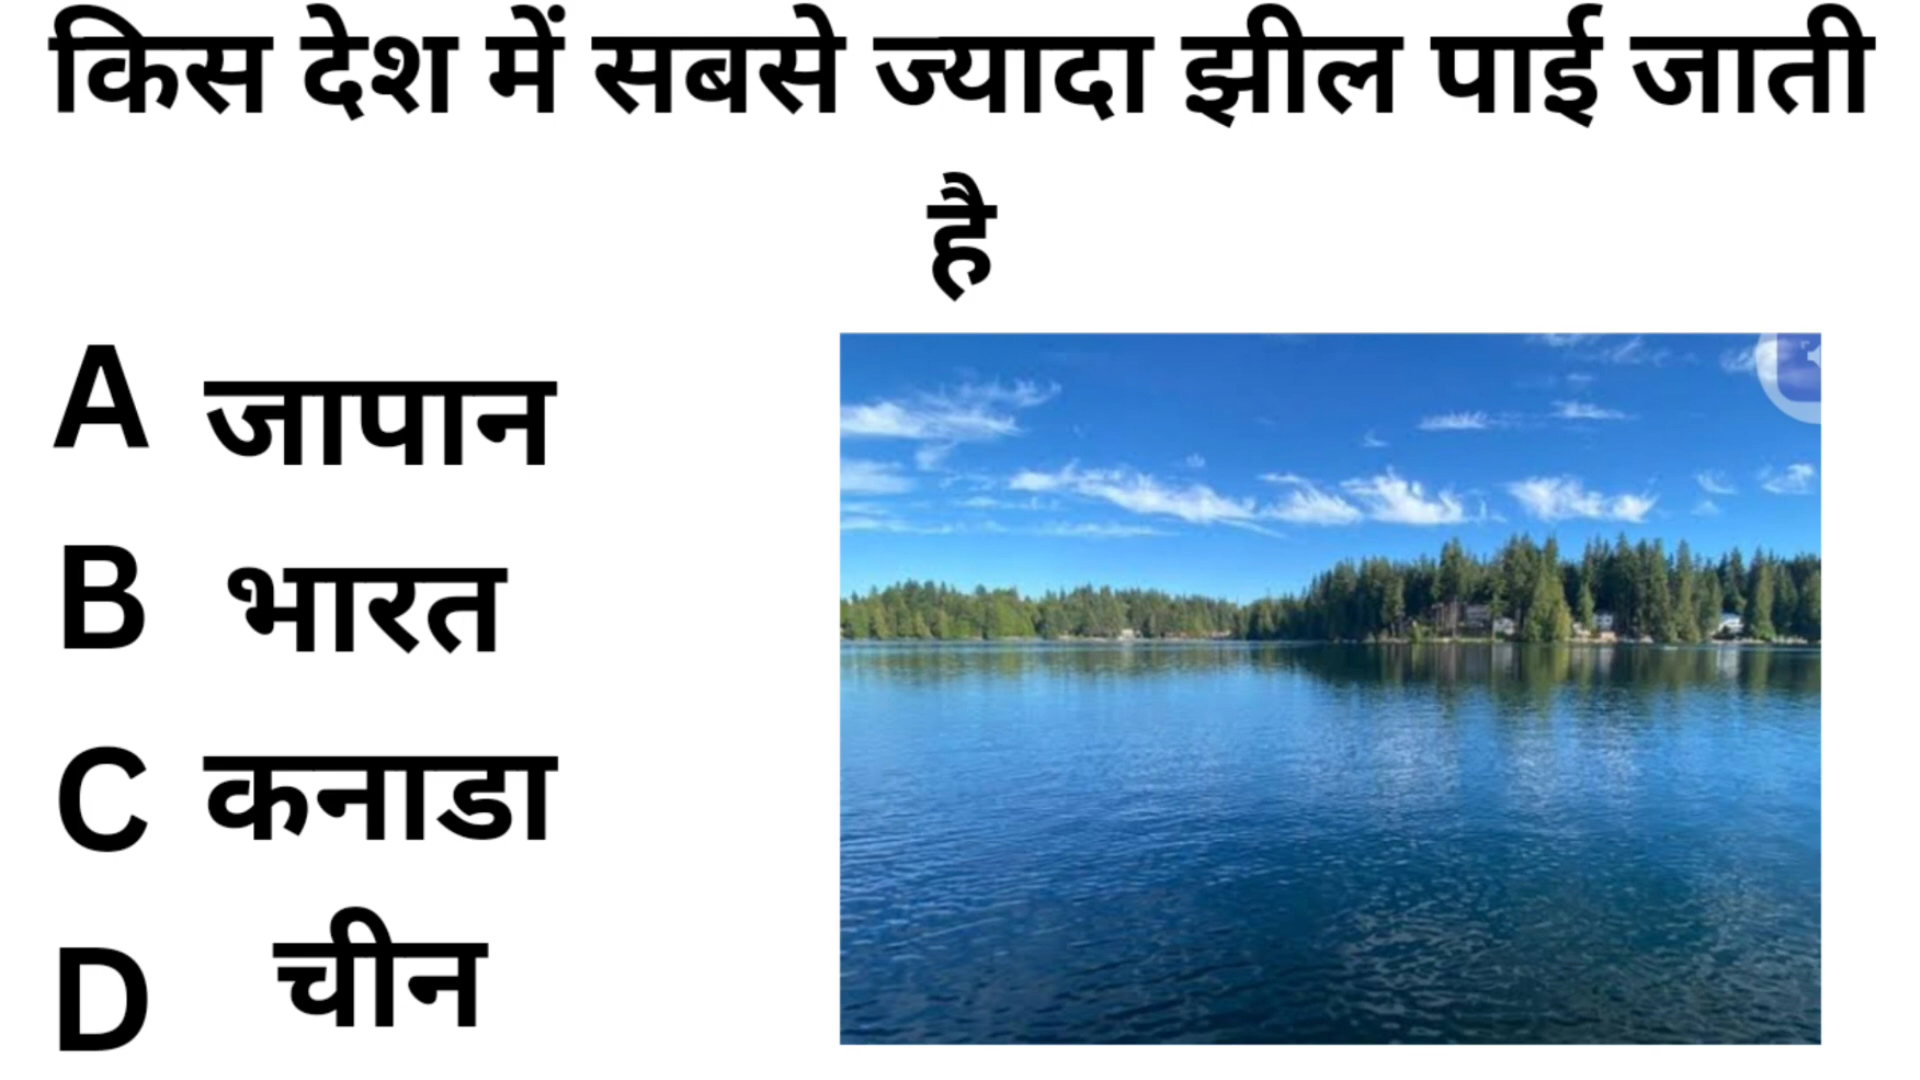 किस देश में सबसे ज्यादा झील पाई जाती
है
A जापान
B भारत
C कनाडा
D चीन